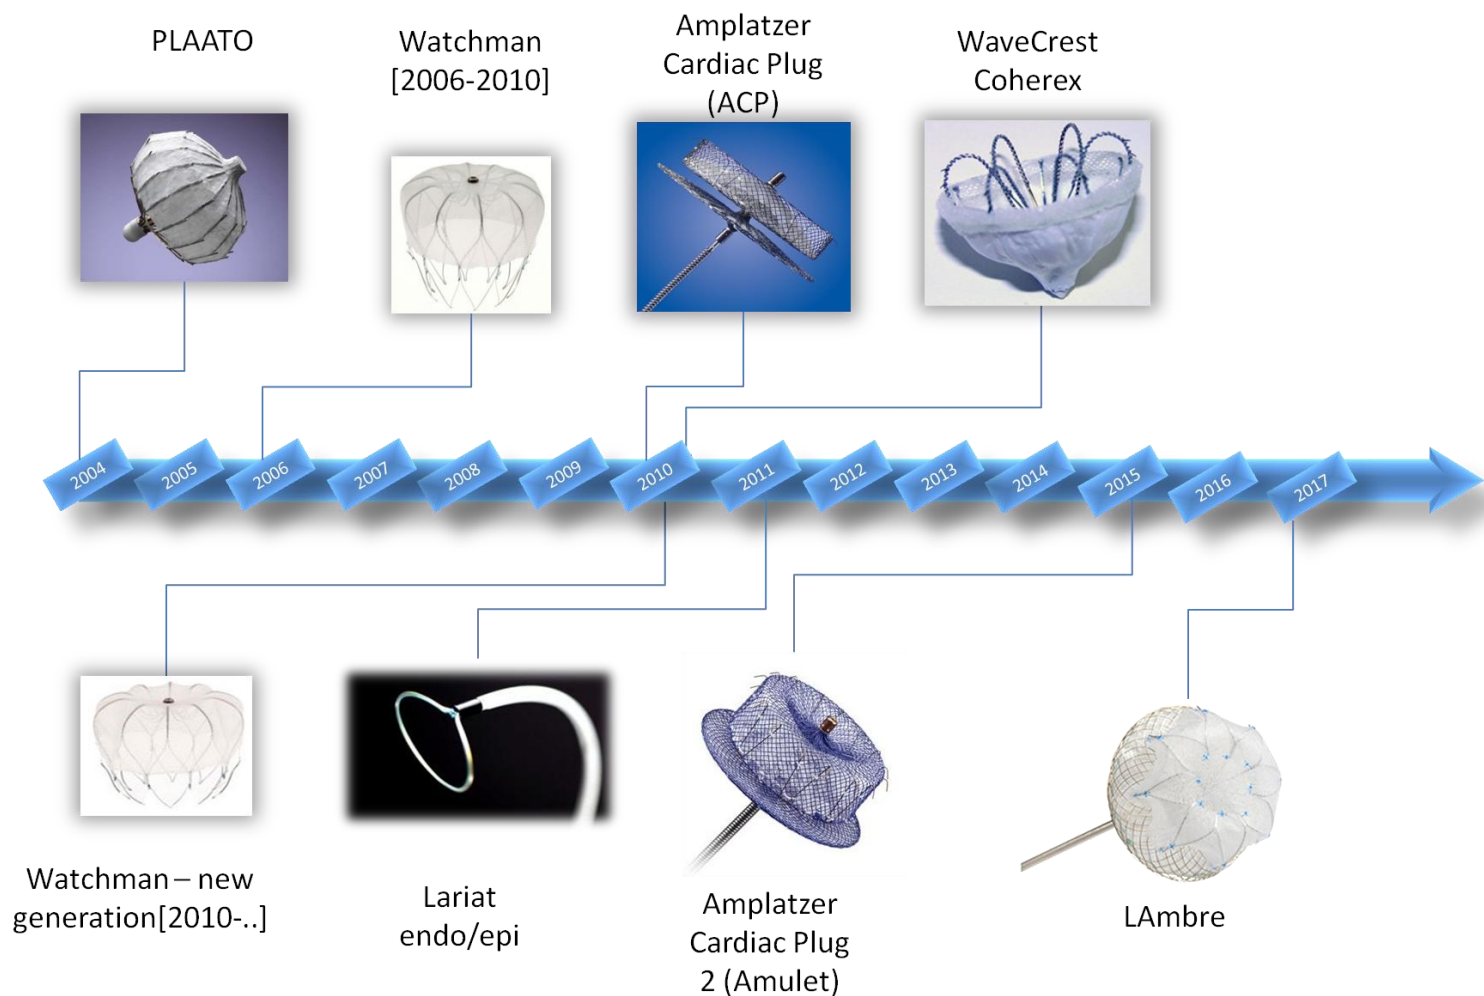 PLAATO
Watchman
[2006-2010]
Amplatzer
Cardiac Plug
(ACP)
WaveCrest
Coherex
2004
2005
2006
2007
2008
2009
2010
2011
2012
2013
2014
2015
2016
2017
Watchman – new
generation[2010-..]
Lariat
endo/epi
Amplatzer
Cardiac Plug
2 (Amulet)
LAmbre